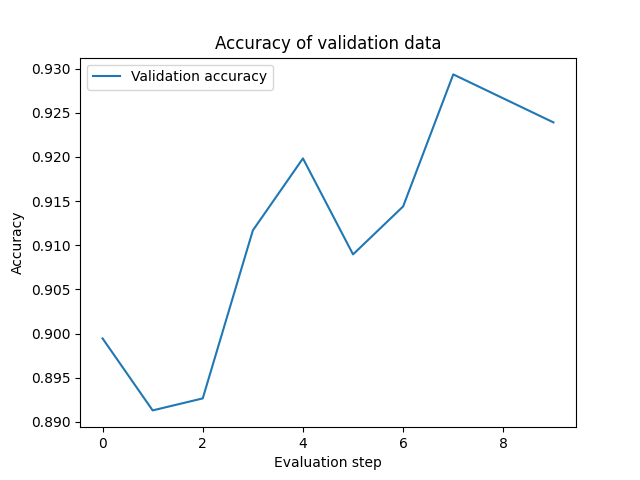 Accuracy of validation data
Validation accuracy
0.930
0.925
0.920
0.915
0.910
0.905
0.900
0.895
0.890
Accuracy
0 2 4 6 8
Evaluation step